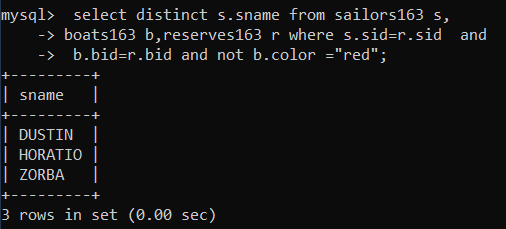 mysql>  select distinct s.sname from sailors163 s,
    -> boats163 b,reserves163 r where s.sid=r.sid  and
    ->  b.bid=r.bid and not b.color ="red";
+---------+
| sname   |
+---------+
| DUSTIN  |
| HORATIO |
| ZORBA   |
+---------+
3 rows in set (0.00 sec)